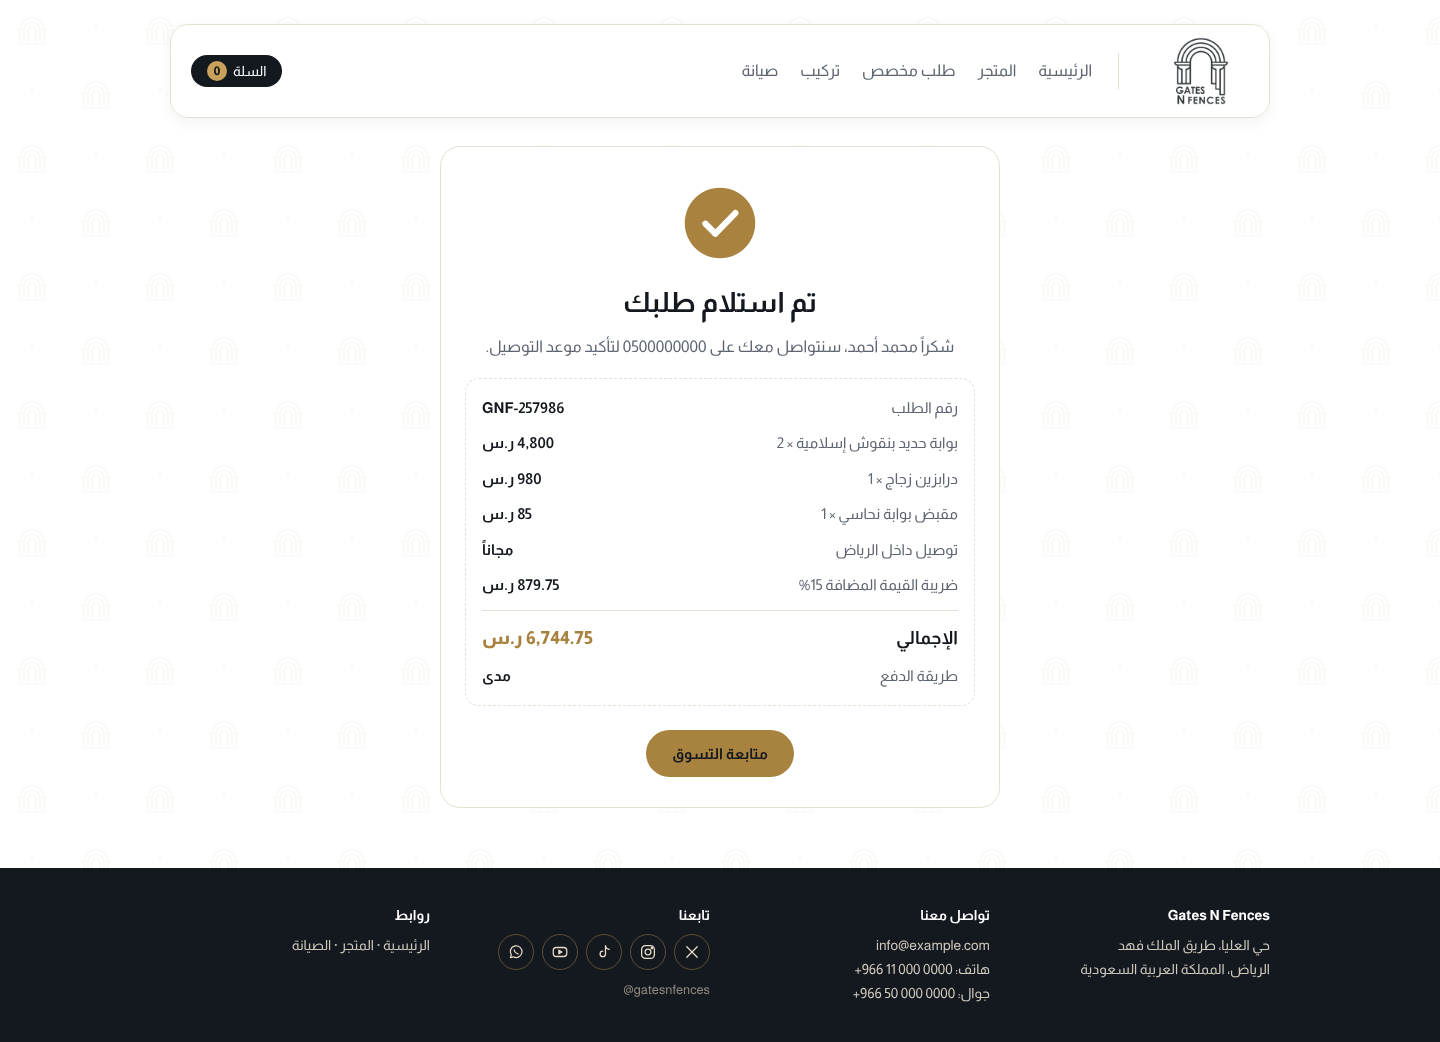 GATES
N FENCES
الرئيسية
المتجر
طلب مخصص
تركيب
صيانة
السلة 0
تم استلام طلبك
شكراً محمد أحمد، سنتواصل معك على 0500000000 لتأكيد موعد التوصيل.
رقم الطلب GNF-257986
بوابة حديد بنقوش إسلامية × 2 4,800 ر.س
درابزين زجاج × 1 980 ر.س
مقبض بوابة نحاسي × 1 85 ر.س
توصيل داخل الرياض مجاناً
ضريبة القيمة المضافة 15% 879.75 ر.س
الإجمالي 6,744.75 ر.س
طريقة الدفع مدى
متابعة التسوق
Gates N Fences
حي العليا، طريق الملك فهد
الرياض، المملكة العربية السعودية
تواصل معنا
info@example.com
هاتف: 0000 000 11 966+
جوال: 0000 000 50 966+
تابعنا
@gatesnfences
روابط
الرئيسية · المتجر · الصيانة